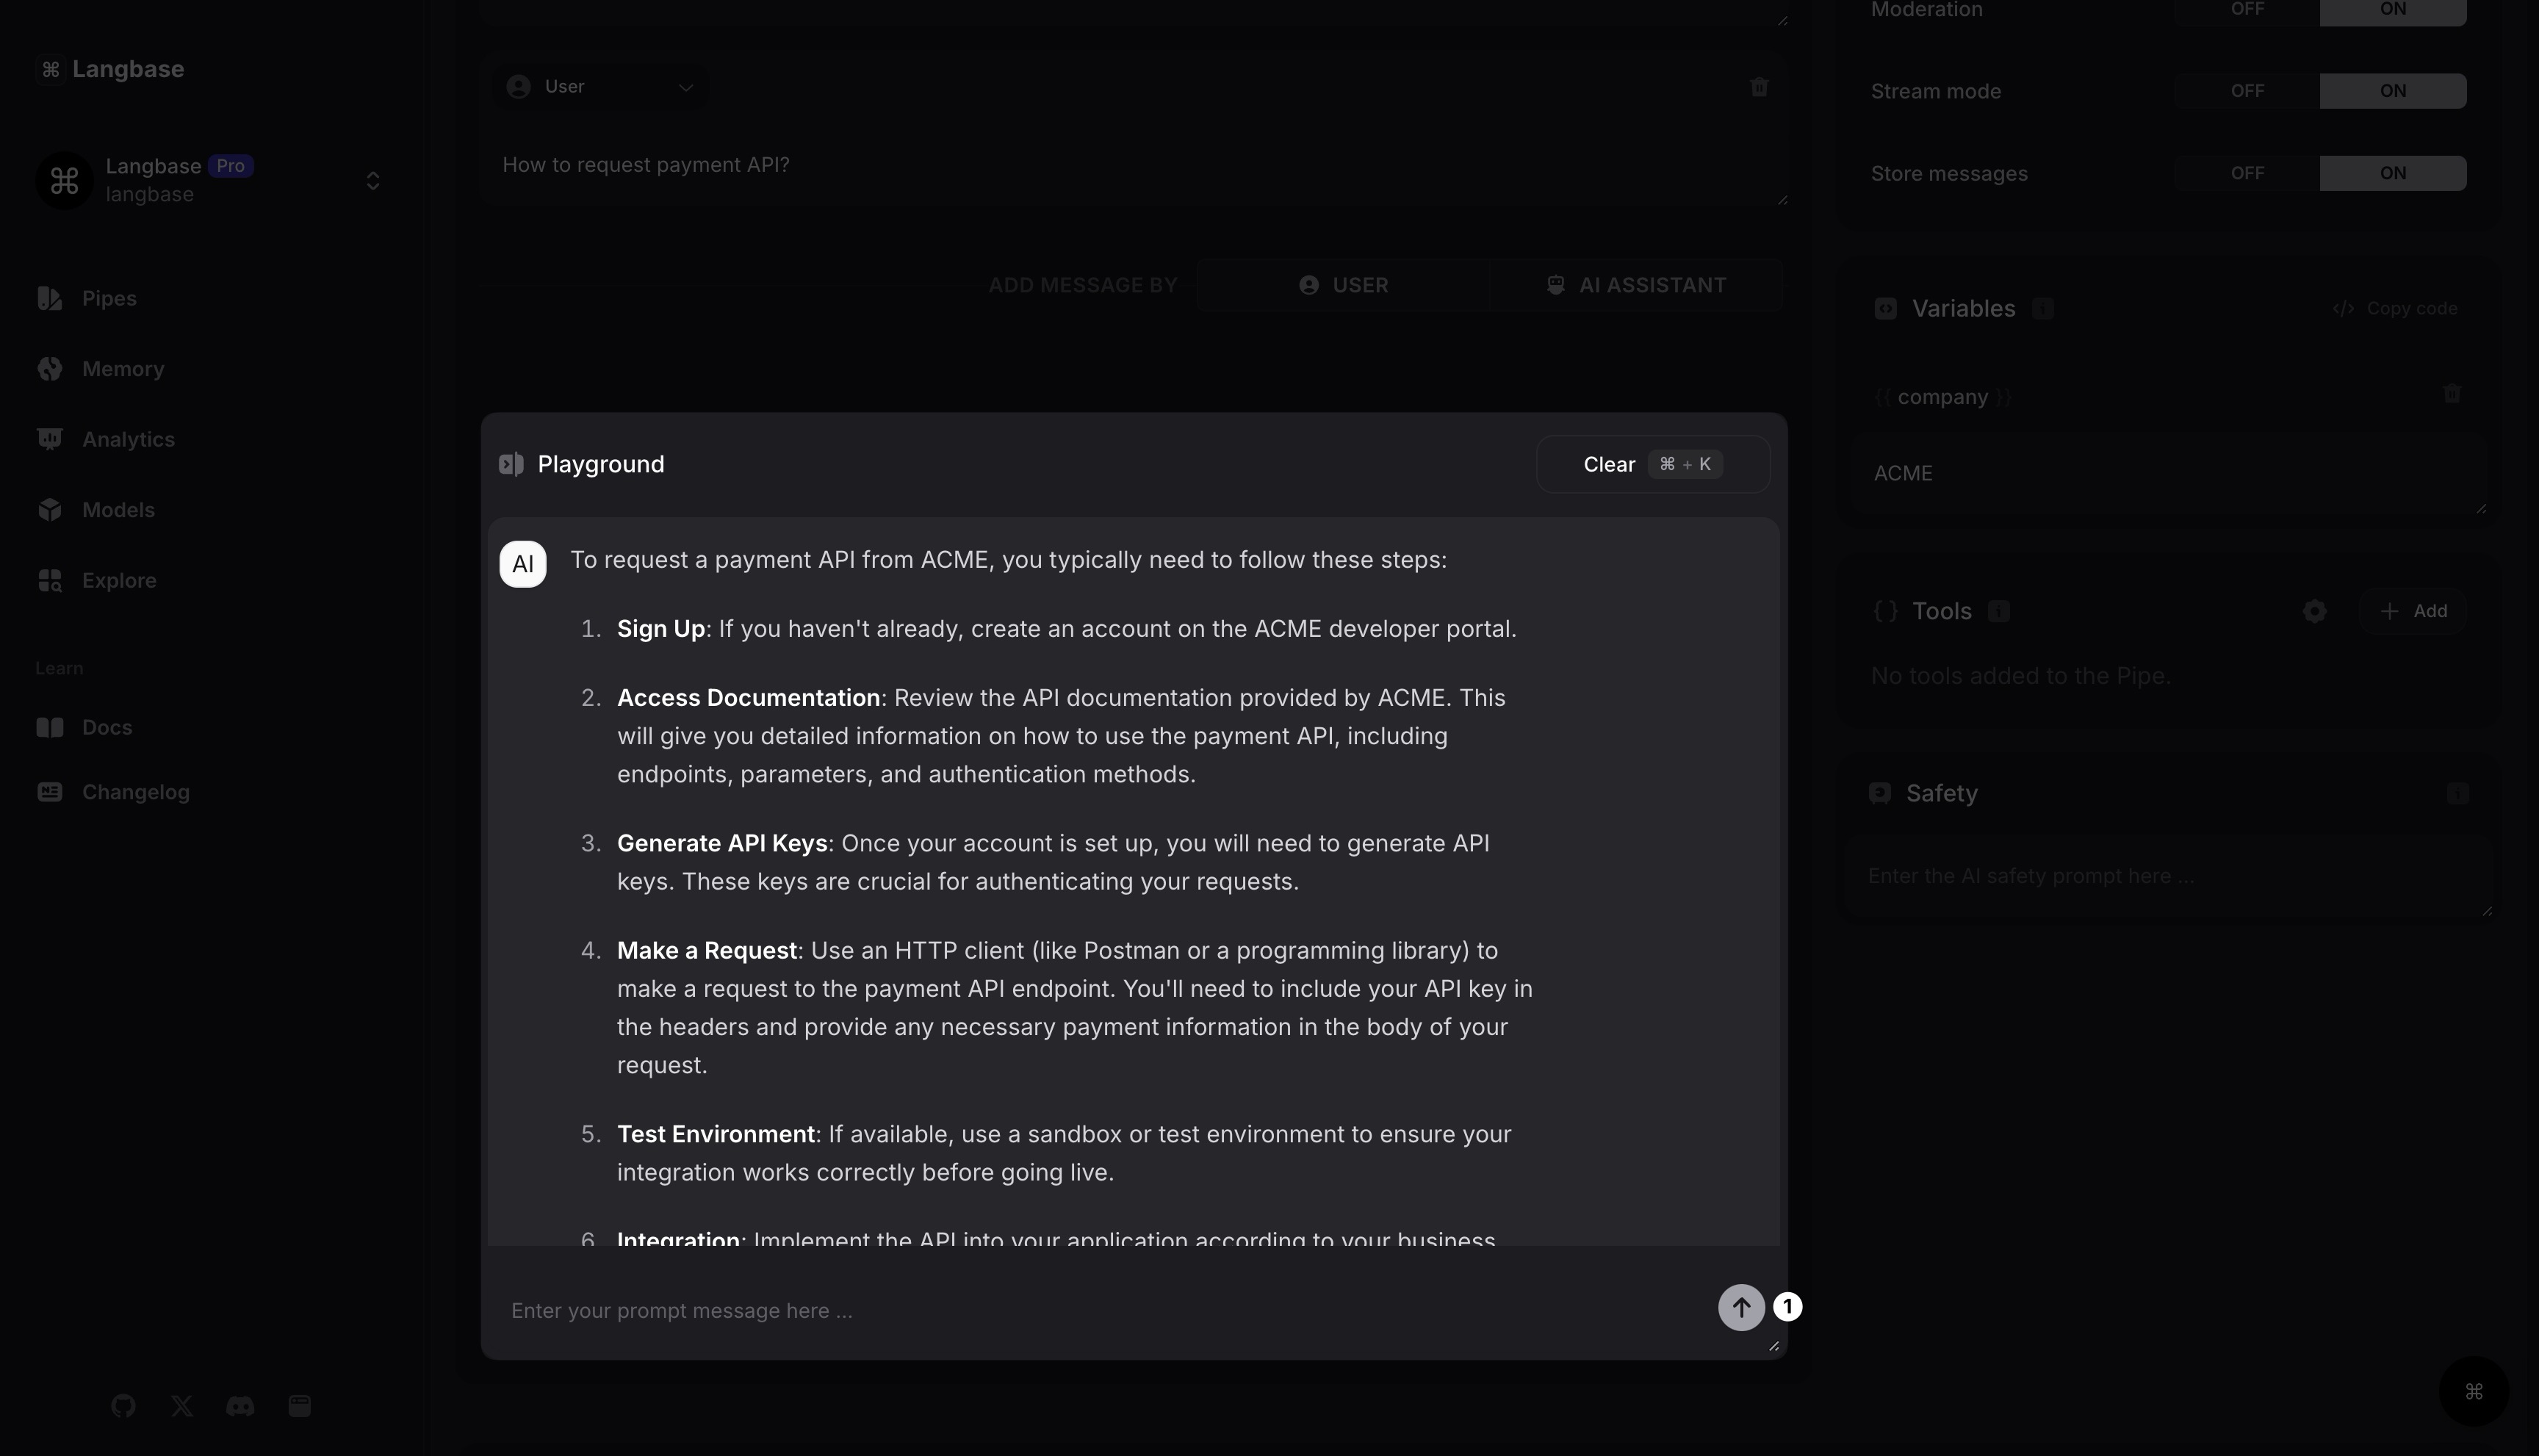 Langbase
Langbase Pro
langbase
Pipes
Memory
Analytics
Models
Explore
Learn
Docs
Changelog
User
How to request payment API?
ADD MESSAGE BY USER AI ASSISTANT
Playground
Clear ⌘ + K
AI
To request a payment API from ACME, you typically need to follow these steps:
1. Sign Up: If you haven't already, create an account on the ACME developer portal.
2. Access Documentation: Review the API documentation provided by ACME. This
will give you detailed information on how to use the payment API, including
endpoints, parameters, and authentication methods.
3. Generate API Keys: Once your account is set up, you will need to generate API
keys. These keys are crucial for authenticating your requests.
4. Make a Request: Use an HTTP client (like Postman or a programming library) to
make a request to the payment API endpoint. You'll need to include your API key in
the headers and provide any necessary payment information in the body of your
request.
5. Test Environment: If available, use a sandbox or test environment to ensure your
integration works correctly before going live.
6. Integration: Implement the API into your application according to your business
Enter your prompt message here ...
1
Moderation OFF ON
Stream mode OFF ON
Store messages OFF ON
Variables
</> Copy code
{{ company }}
ACME
{ } Tools
+ Add
No tools added to the Pipe.
Safety
Enter the AI safety prompt here ...
⌘